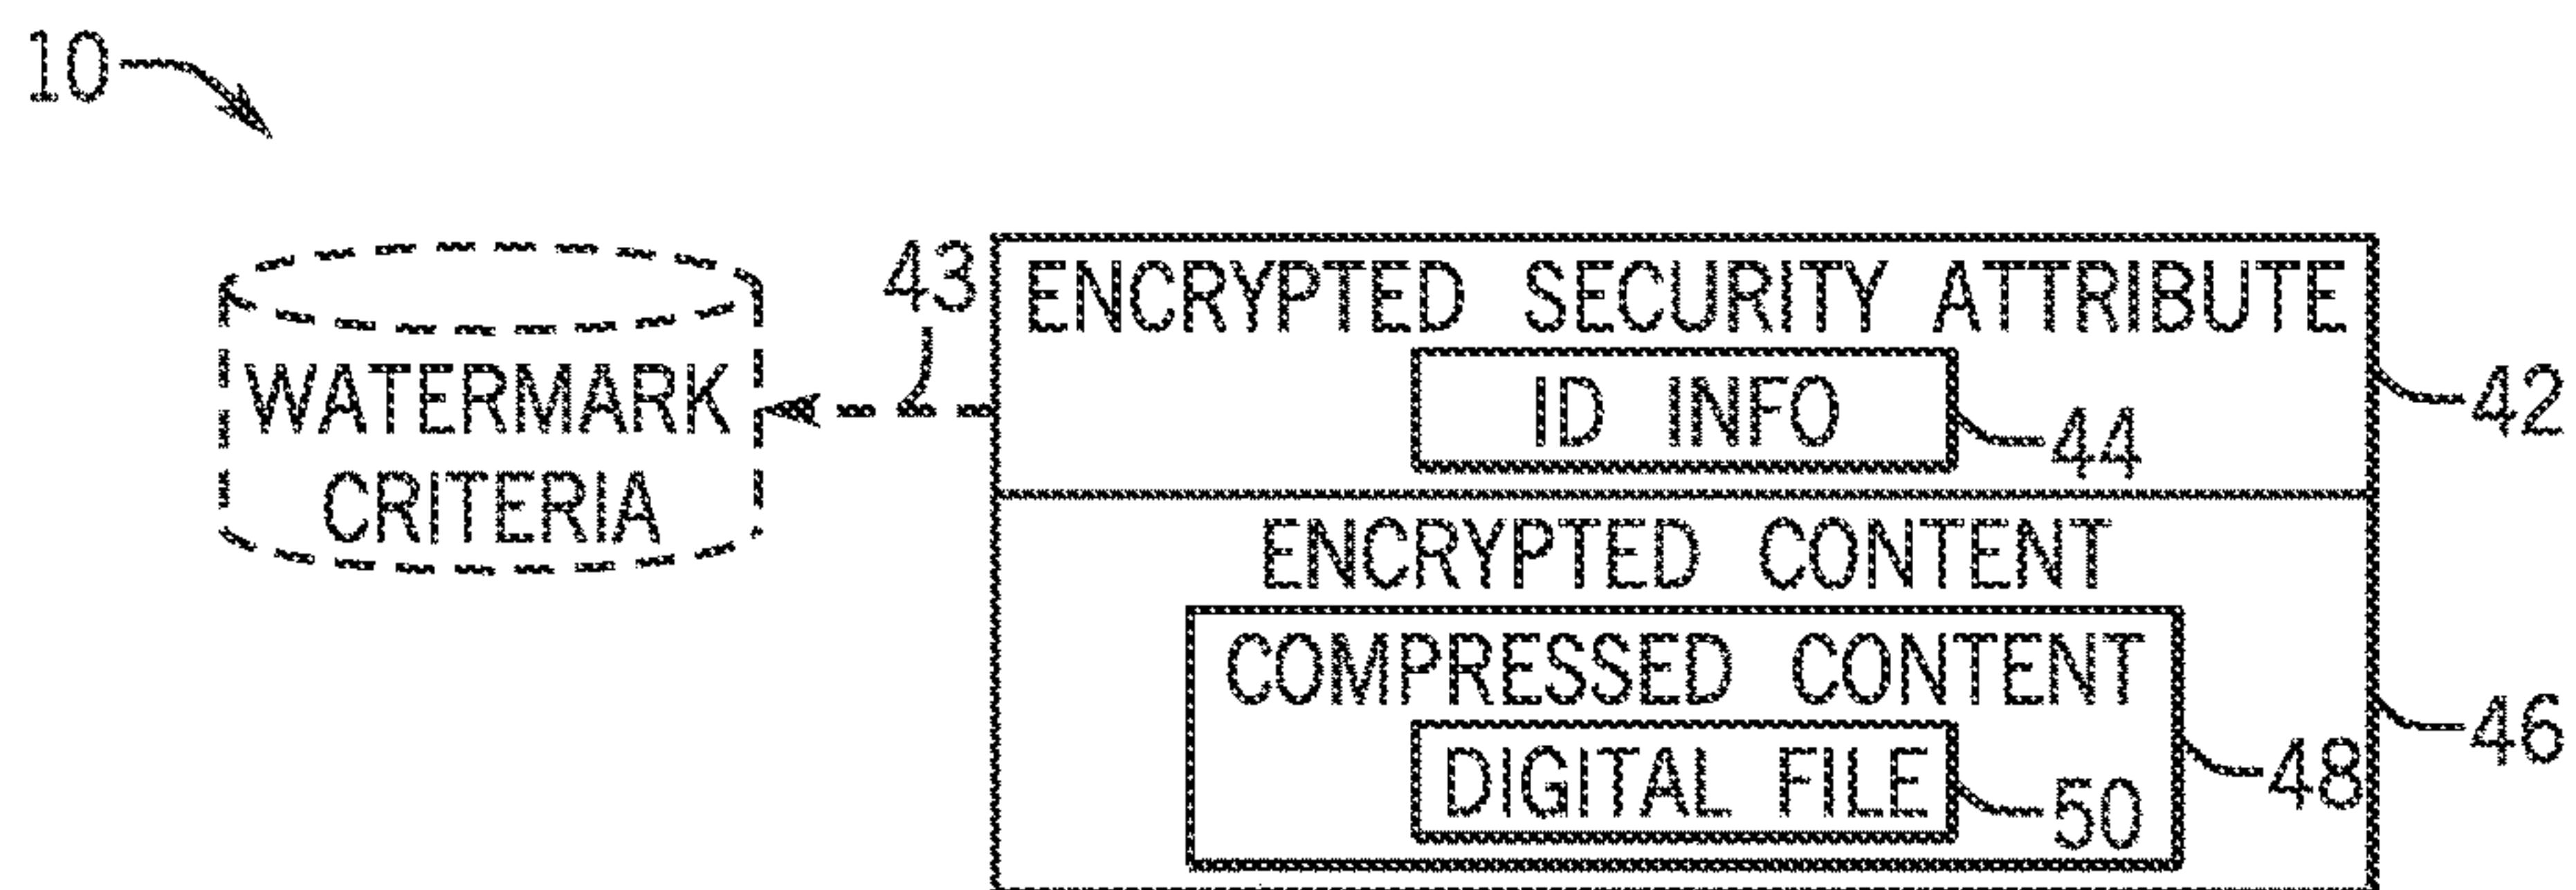 10
43
ENCRYPTED SECURITY ATTRIBUTE
WATERMARK
CRITERIA
ID INFO
44
42
ENCRYPTED CONTENT
COMPRESSED CONTENT
DIGITAL FILE
50
48
46